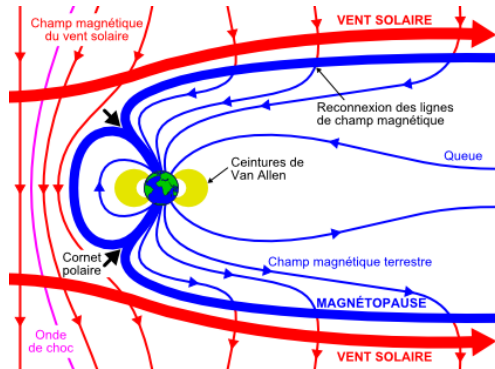 Champ magnétique
du vent solaire
VENT SOLAIRE
Reconnexion des lignes
de champ magnétique
Ceintures de
Van Allen
Queue
Cornet
polaire
Champ magnétique terrestre
MAGNÉTOPAUSE
Onde
de choc
VENT SOLAIRE